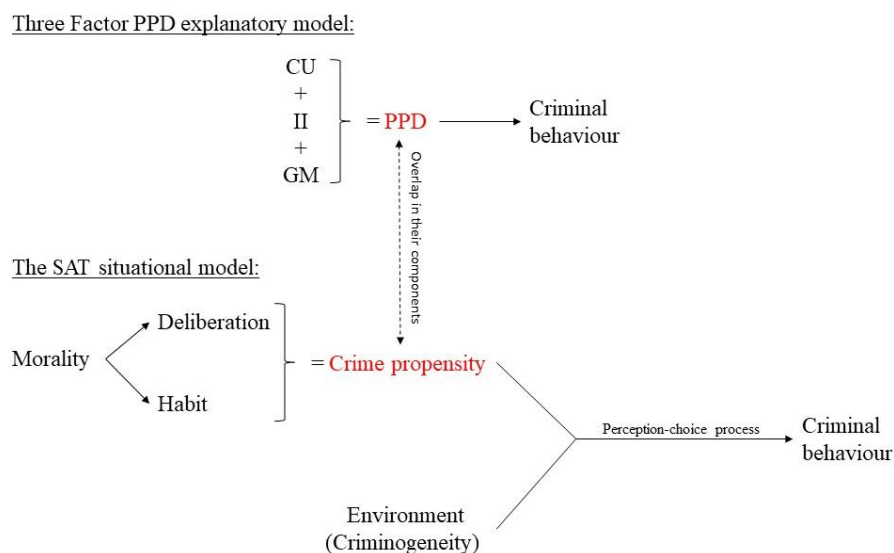 Three Factor PPD explanatory model:
CU
+
II
+
GM
= PPD
Criminal
behaviour
Overlap in their
components
The SAT situational model:
Deliberation
Morality
Habit
= Crime propensity
Perception-choice process
Criminal
behaviour
Environment
(Criminogeneity)